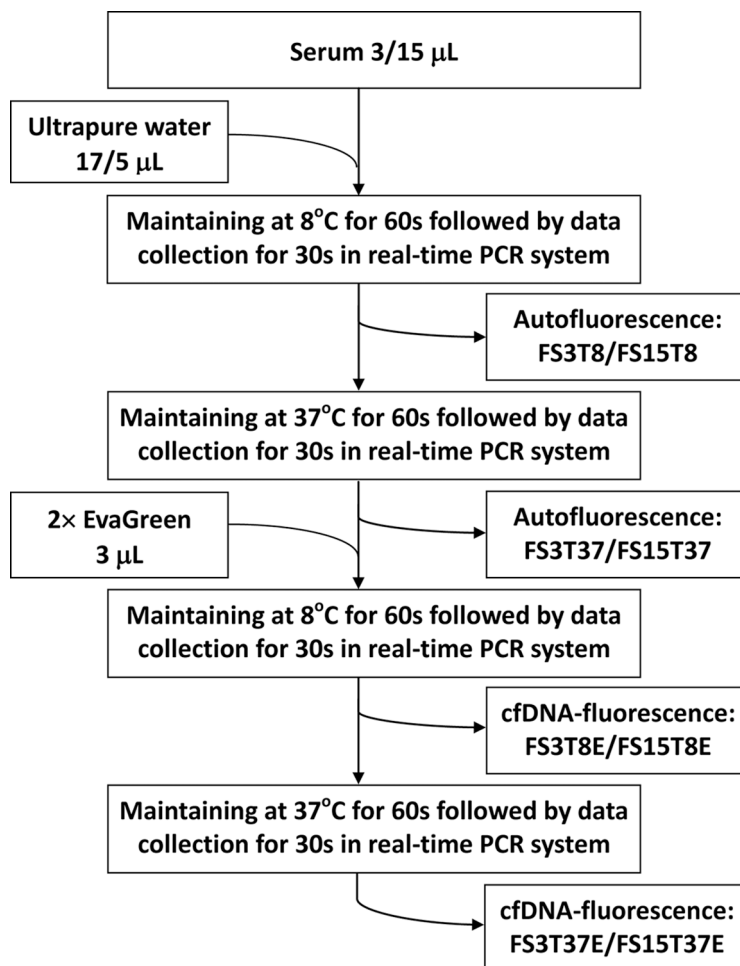 Serum 3/15 μL
Ultrapure water
17/5 μL
Maintaining at 8°C for 60s followed by data
collection for 30s in real-time PCR system
Autofluorescence:
FS3T8/FS15T8
Maintaining at 37°C for 60s followed by data
collection for 30s in real-time PCR system
2× EvaGreen
3 μL
Autofluorescence:
FS3T37/FS15T37
Maintaining at 8°C for 60s followed by data
collection for 30s in real-time PCR system
cfDNA-fluorescence:
FS3T8E/FS15T8E
Maintaining at 37°C for 60s followed by data
collection for 30s in real-time PCR system
cfDNA-fluorescence:
FS3T37E/FS15T37E